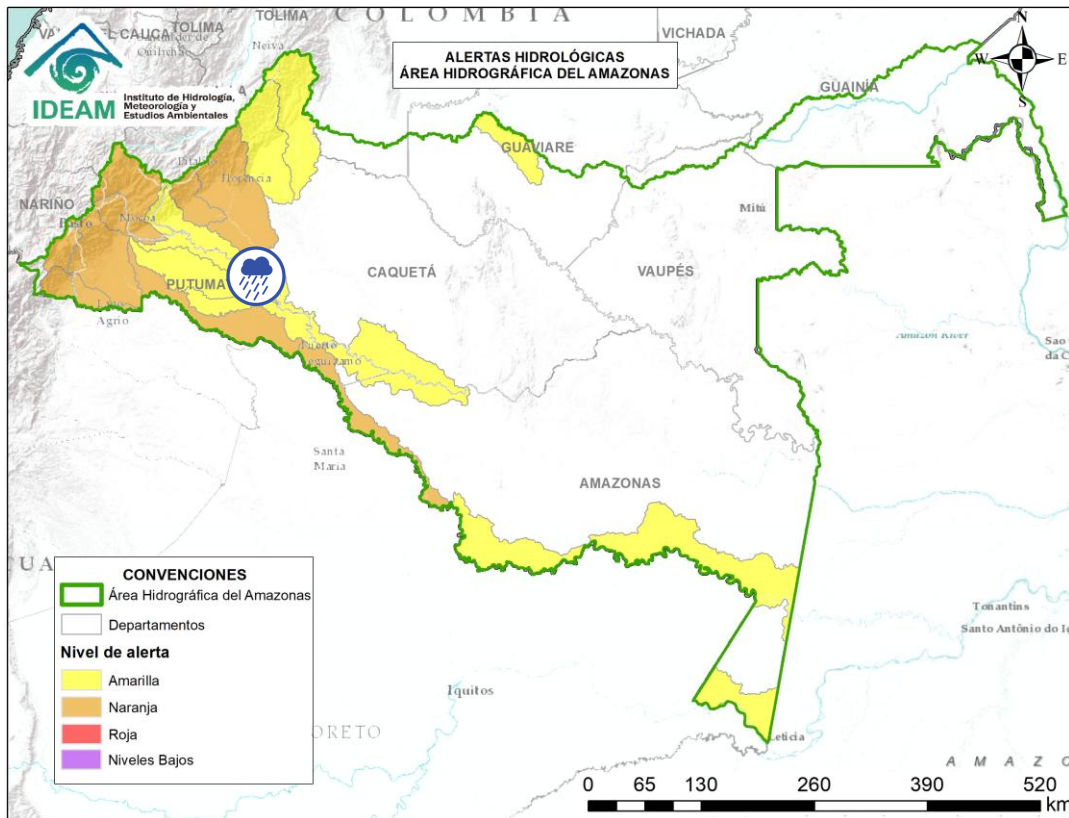 COLOMBIA
TOLIMA
TOLIMA
VICHADA
Neiva
IDEAM
Instituto de Hidrología,
Meteorología y
Estudios Ambientales
ALERTAS HIDROLÓGICAS
ÁREA HIDROGRÁFICA DEL AMAZONAS
N
W
E
S
GUAINÍA
GUAVIARE
NARIÑO
Mocoa
Mitú
CAQUETÁ
VAUPÉS
PUTUMA
Agrio
Puerto
Amazon River
Santa
María
AMAZONAS
CONVENCIONES
Área Hidrográfica del Amazonas
Departamentos
Nivel de alerta
Amarilla
Naranja
Roja
Niveles Bajos
Iquitos
ORETO
Tonantins
Santo Antônio do
Leticia
AMAZO
0 65 130 260 390 520
km